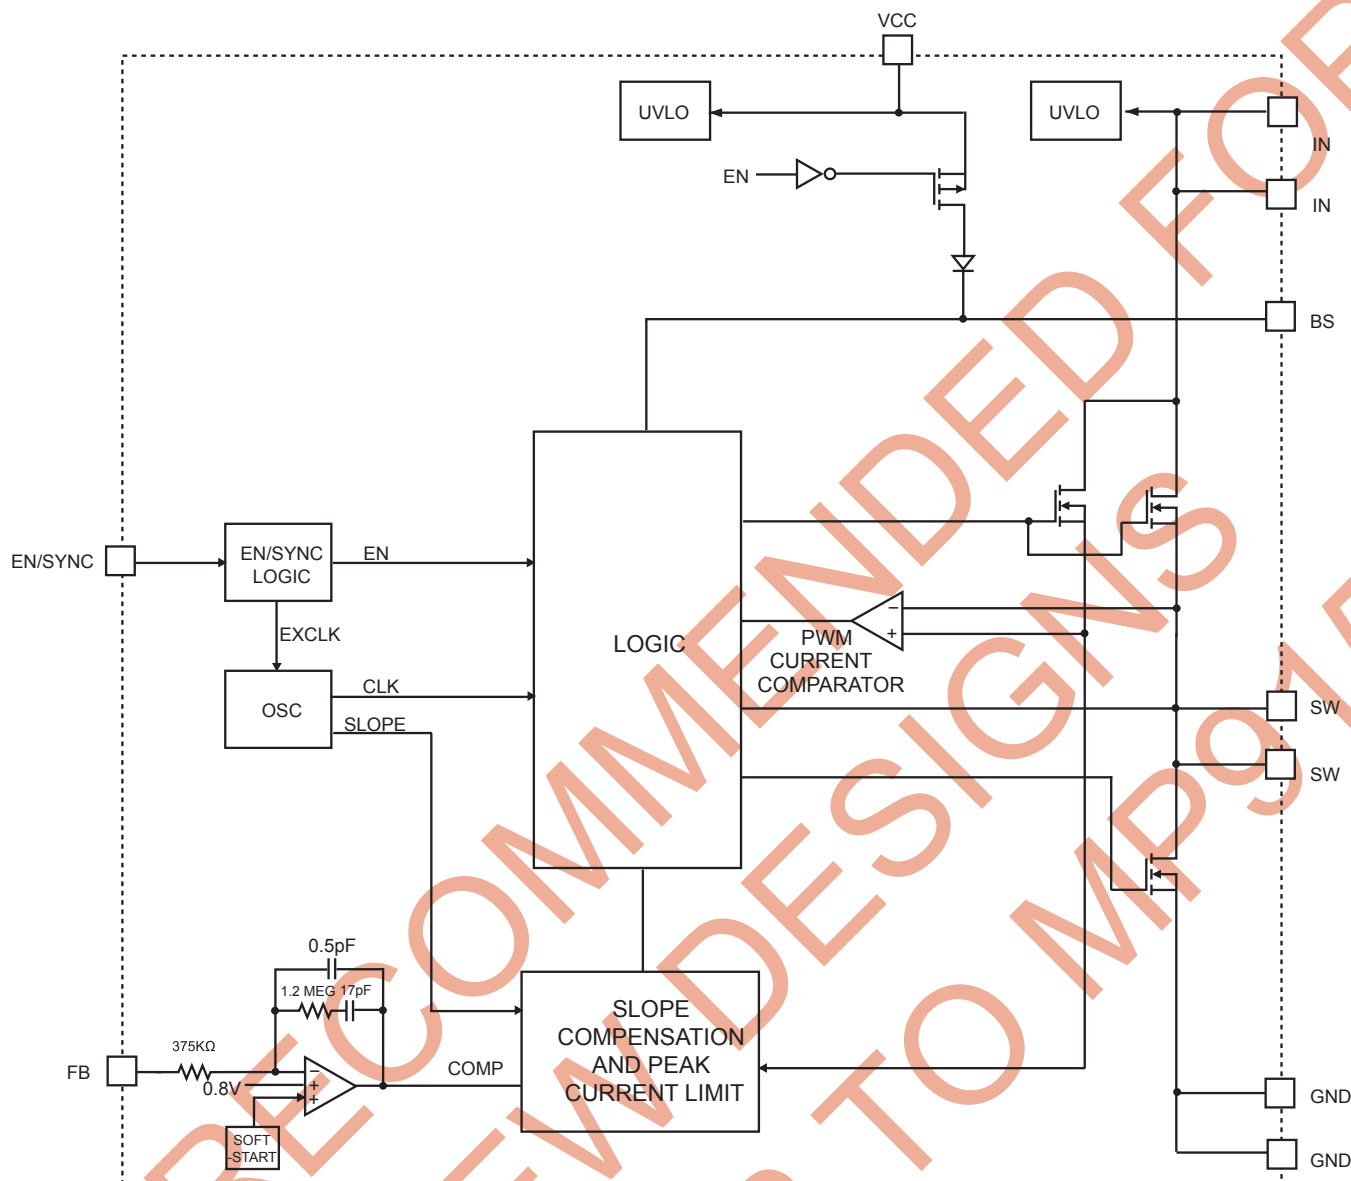 VCC
UVLO
UVLO
IN
EN
IN
BS
EN/SYNC
EN/SYNC
LOGIC
EN
EXCLK
OSC
CLK
SLOPE
LOGIC
PWM
CURRENT
COMPARATOR
−
+
SW
SW
0.5pF
1.2 MEG 17pF
375KΩ
FB
0.8V
−
+
+
SOFT
-START
COMP
SLOPE
COMPENSATION
AND PEAK
CURRENT LIMIT
GND
GND
RECOMMENDED FOR
EW DESIGNS
TO MP915